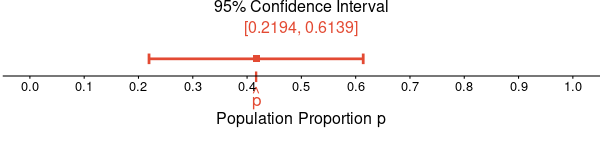 95% Confidence Interval
[0.2194, 0.6139]
0.0 0.1 0.2 0.3 0.4 0.5 0.6 0.7 0.8 0.9 1.0
p̂
Population Proportion p